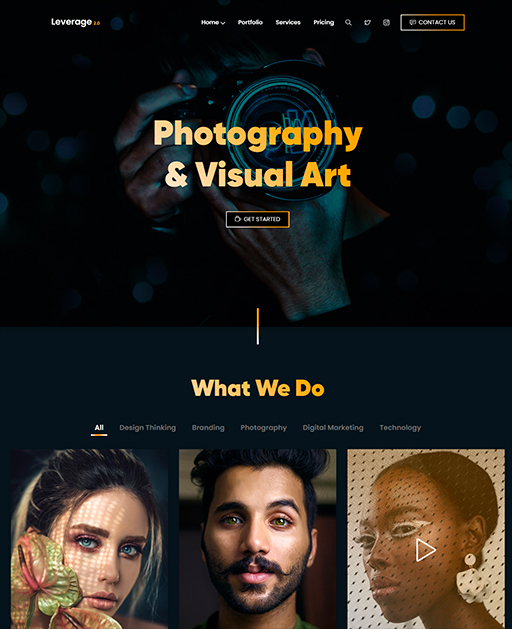 Leverage 2.0
Home Portfolio Services Pricing CONTACT US
Photography
& Visual Art
GET STARTED
What We Do
All Design Thinking Branding Photography Digital Marketing Technology